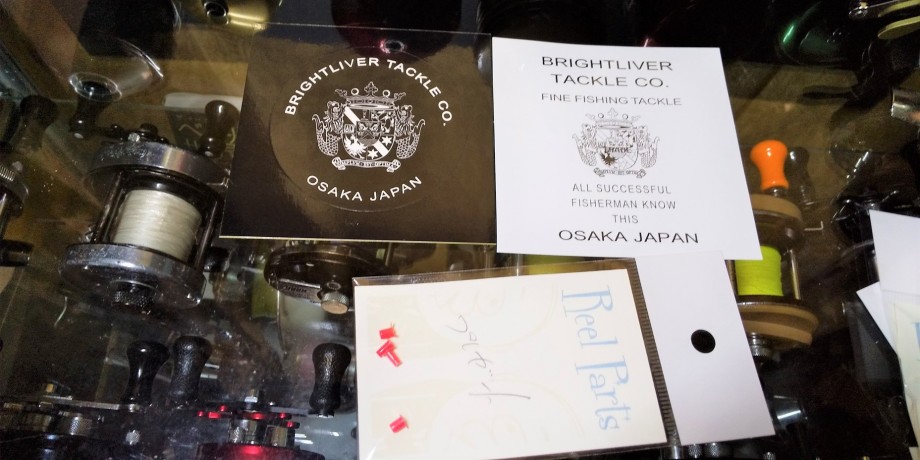 BRIGHTLIVER TACKLE CO.
OSAKA JAPAN
BRIGHTLIVER
TACKLE CO.
FINE FISHING TACKLE
ALL SUCCESSFUL
FISHERMAN KNOW
THIS
OSAKA JAPAN
Reel Parts